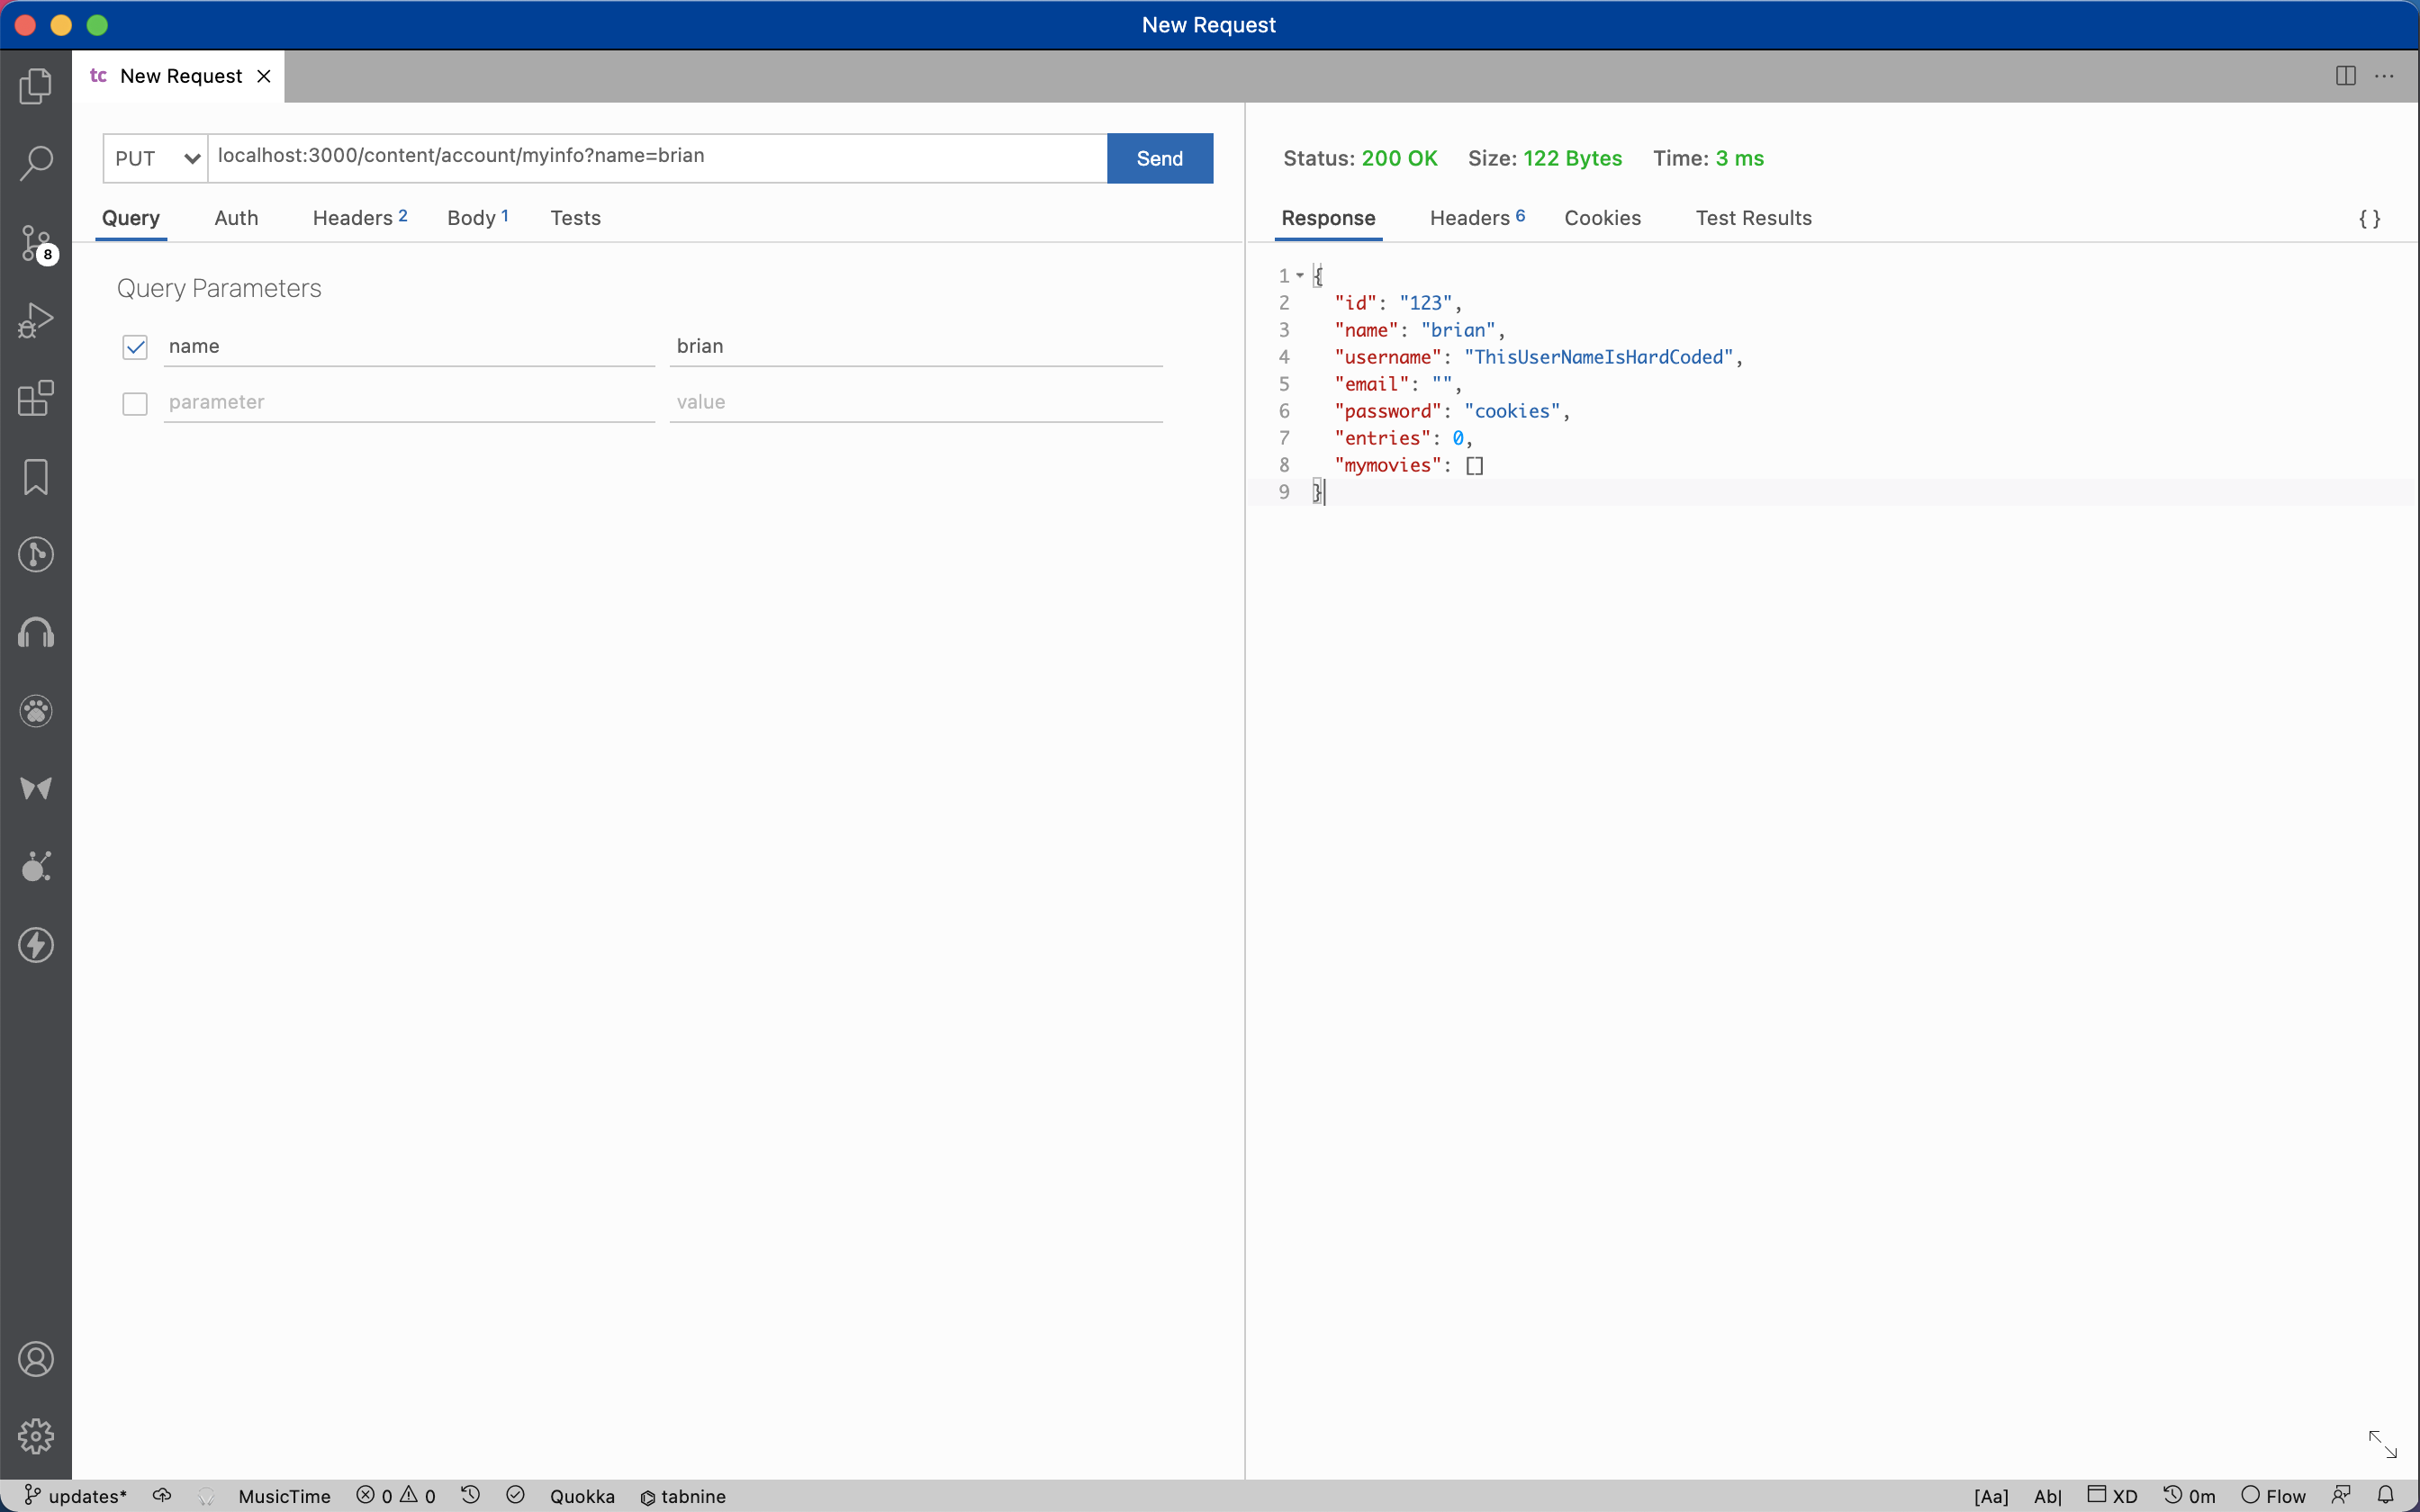 New Request
tc New Request
PUT localhost:3000/content/account/myinfo?name=brian Send
Query Auth Headers 2 Body 1 Tests
8
Query Parameters
name brian
parameter value
Status: 200 OK Size: 122 Bytes Time: 3 ms
Response Headers 6 Cookies Test Results { }
1 {
2 "id": "123",
3 "name": "brian",
4 "username": "ThisUserNameIsHardCoded",
5 "email": "",
6 "password": "cookies",
7 "entries": 0,
8 "mymovies": []
9 }
updates* MusicTime 0 0 Quokka tabnine [Aa] Ab| XD 0m Flow